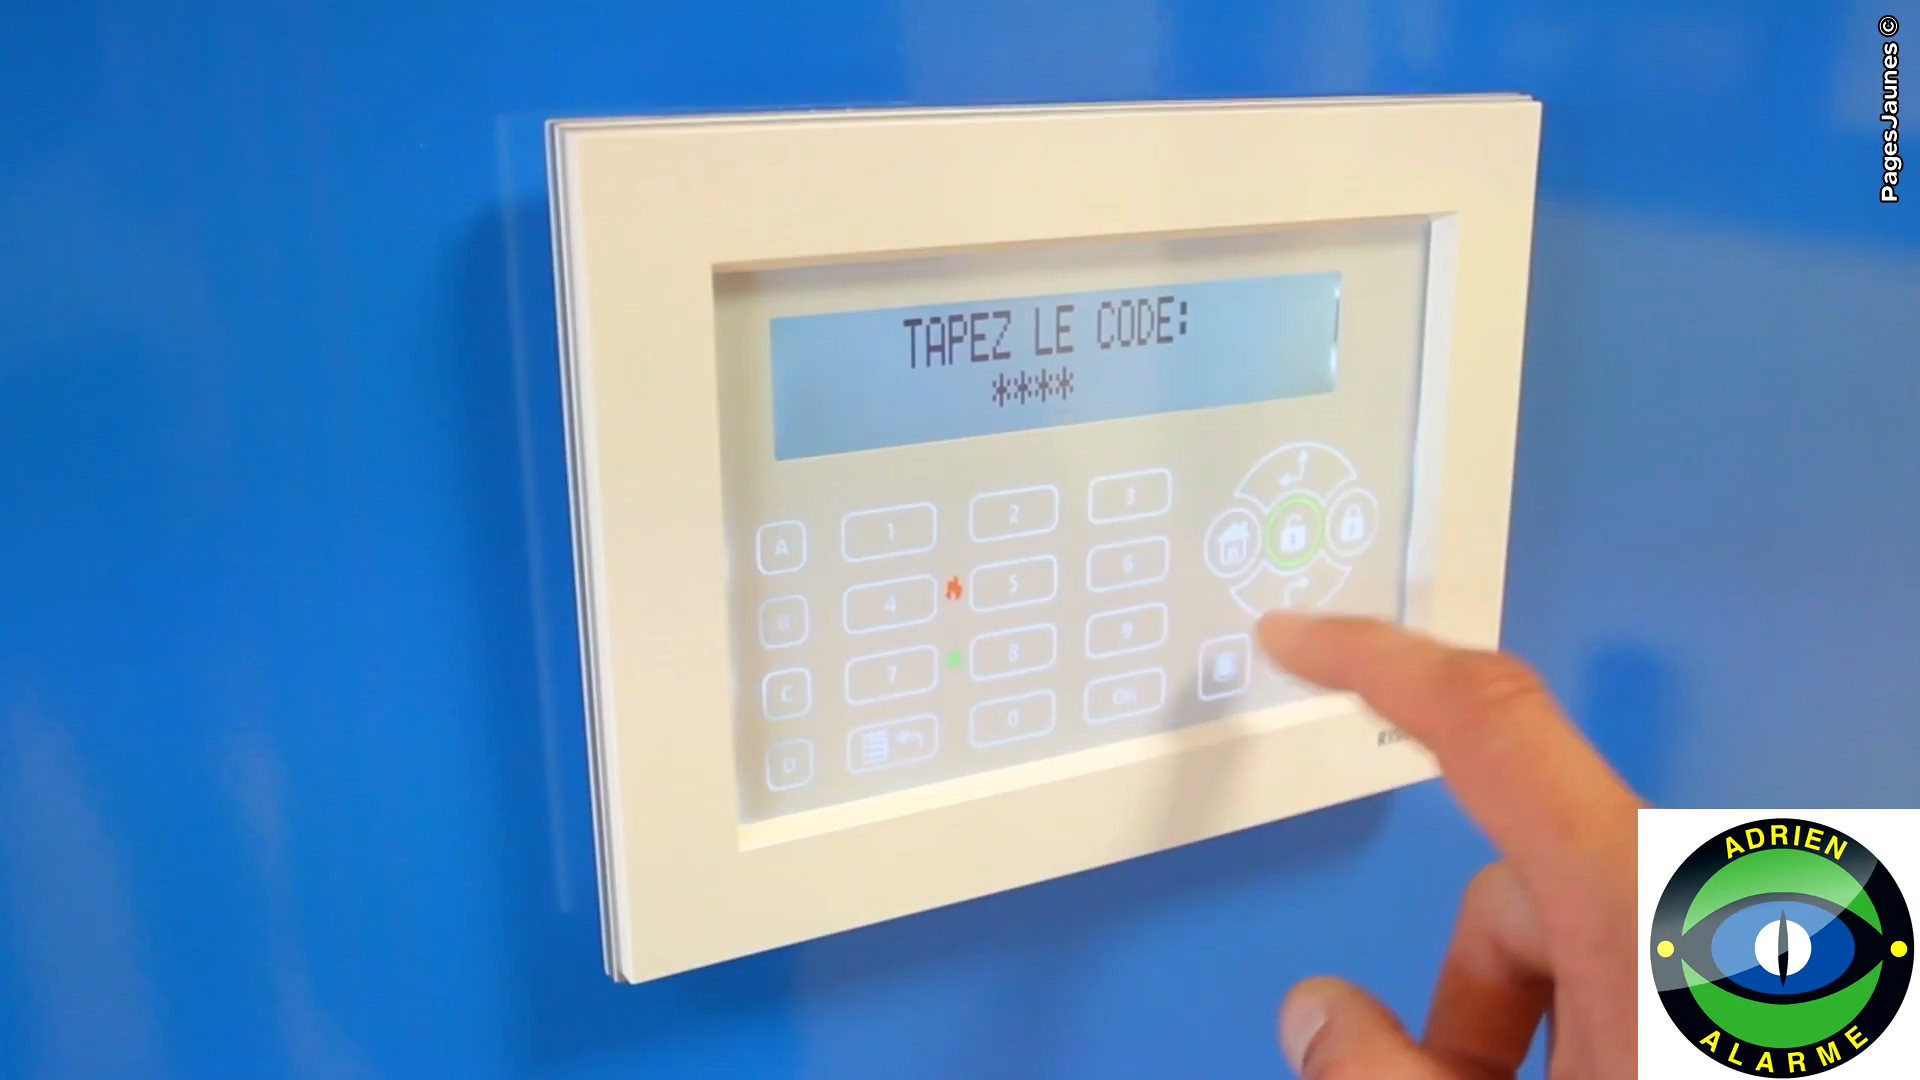 TAPEZ LE CODE:
****
A
1
2
3
B
4
5
6
C
7
8
9
D
0
OK
PagesJaunes ©
ADRIEN
ALARME